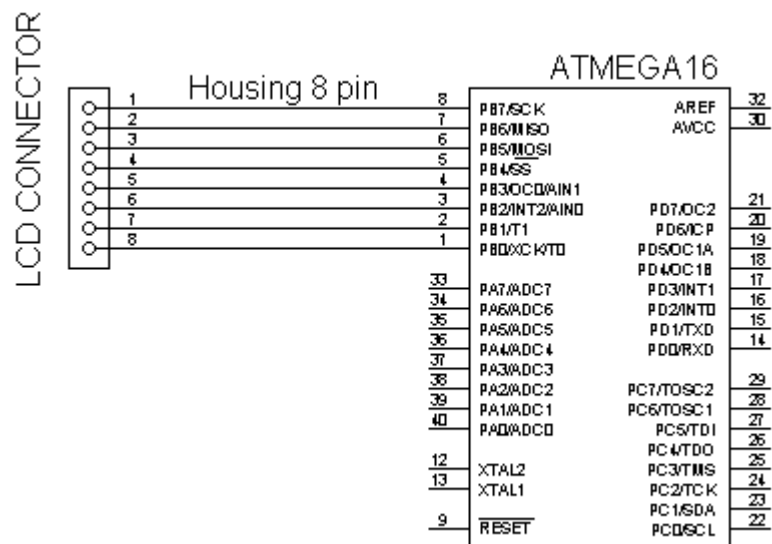 LCD CONNECTOR
Housing 8 pin
ATMEGA16
1
2
3
4
5
6
7
8
8 PB7/SCK
7 PB6/MISO
6 PB5/MOSI
5 PB4/SS
4 PB3/OC0/AIN1
3 PB2/INT2/AIN0
2 PB1/T1
1 PB0/XCK/T0
33 PA7/ADC7
34 PA6/ADC6
35 PA5/ADC5
36 PA4/ADC4
37 PA3/ADC3
38 PA2/ADC2
39 PA1/ADC1
40 PA0/ADC0
12 XTAL2
13 XTAL1
9 RESET
AREF 32
AVCC 30
PD7/OC2 21
PD6/ICP 20
PD5/OC1A 19
PD4/OC1B 18
PD3/INT1 17
PD2/INT0 16
PD1/TXD 15
PD0/RXD 14
PC7/TOSC2 29
PC6/TOSC1 28
PC5/TDI 27
PC4/TDO 26
PC3/TMS 25
PC2/TCK 24
PC1/SDA 23
PC0/SCL 22